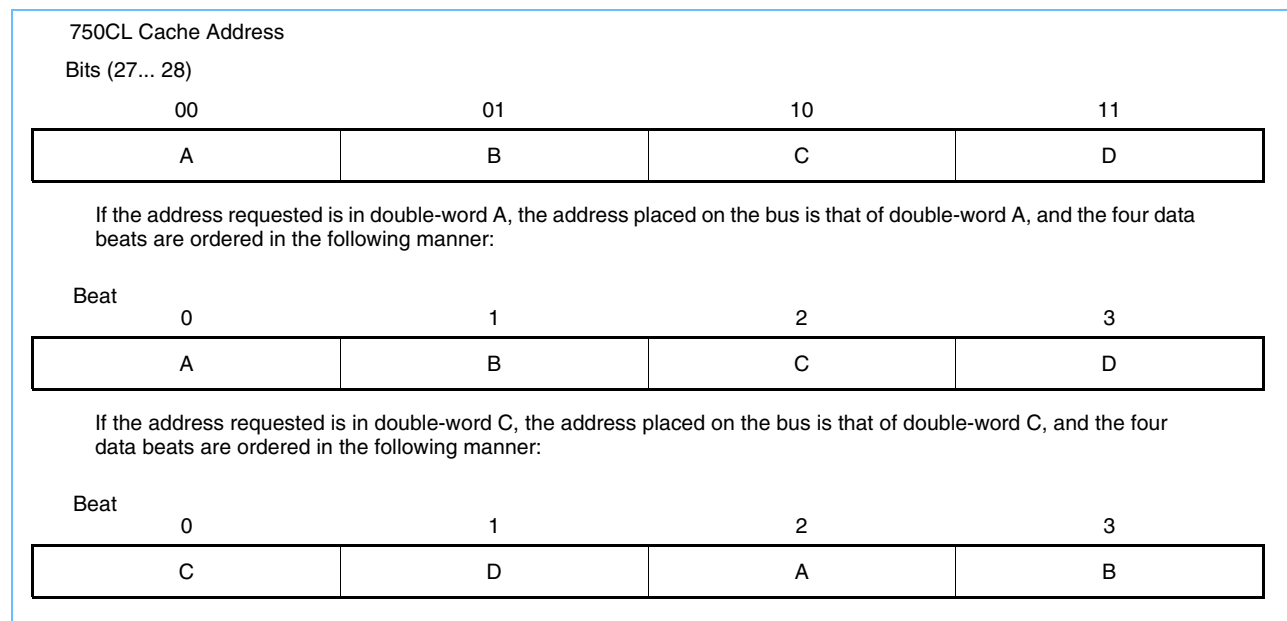 750CL Cache Address
Bits (27... 28)
00 01 10 11
A B C D
If the address requested is in double-word A, the address placed on the bus is that of double-word A, and the four data
beats are ordered in the following manner:
Beat
0 1 2 3
A B C D
If the address requested is in double-word C, the address placed on the bus is that of double-word C, and the four
data beats are ordered in the following manner:
Beat
0 1 2 3
C D A B